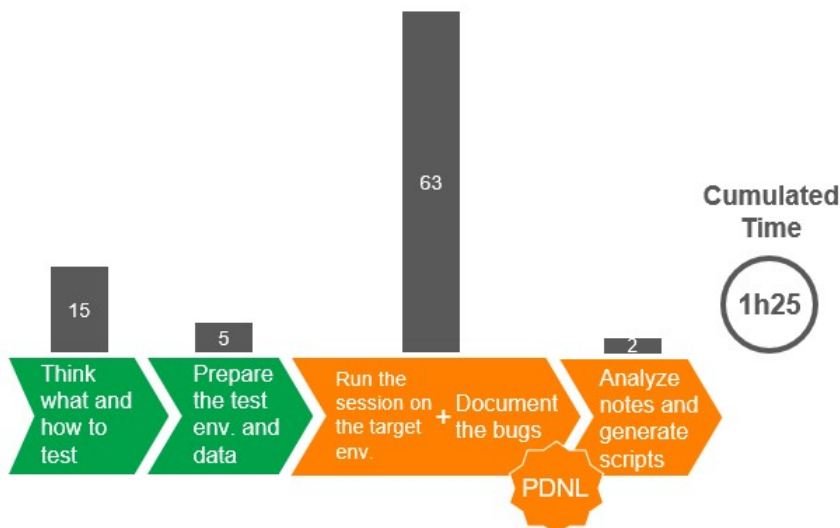 63
15
5
2
Cumulated
Time
1h25
Think
what and
how to
test
Prepare
the test
env. and
data
Run the
session on
the target
env.
+
Document
the bugs
Analyze
notes and
generate
scripts
PDNL